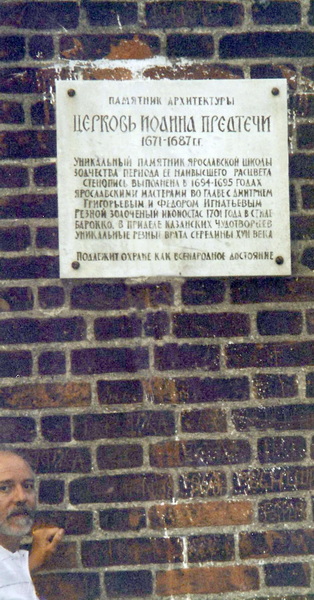 ПАМЯТНИК АРХИТЕКТУРЫ
ЦЕРКОВЬ ИОАННА ПРЕДТЕЧИ
1671-1687 г.г.
УНИКАЛЬНЫЙ ПАМЯТНИК ЯРОСЛАВСКОЙ ШКОЛЫ
ЗОДЧЕСТВА ПЕРИОДА ЕЕ НАИВЫСШЕГО РАСЦВЕТА
СТЕНОПИСЬ ВЫПОЛНЕНА В 1694-1695 ГОДАХ
ЯРОСЛАВСКИМИ МАСТЕРАМИ ВО ГЛАВЕ С ДМИТРИЕМ
ГРИГОРЬЕВЫМ И ФЕДОРОМ ИГНАТЬЕВЫМ
РЕЗНОЙ ЗОЛОЧЕНЫЙ ИКОНОСТАС 1701 ГОДА В СТИЛЕ
БАРОККО. В ПРИДЕЛЕ КАЗАНСКИХ ЧУДОТВОРЦЕВ
УНИКАЛЬНЫЕ РЕЗНЫЕ ВРАТА СЕРЕДИНЫ XVII ВЕКА
ПОДЛЕЖИТ ОХРАНЕ КАК ВСЕНАРОДНОЕ ДОСТОЯНИЕ